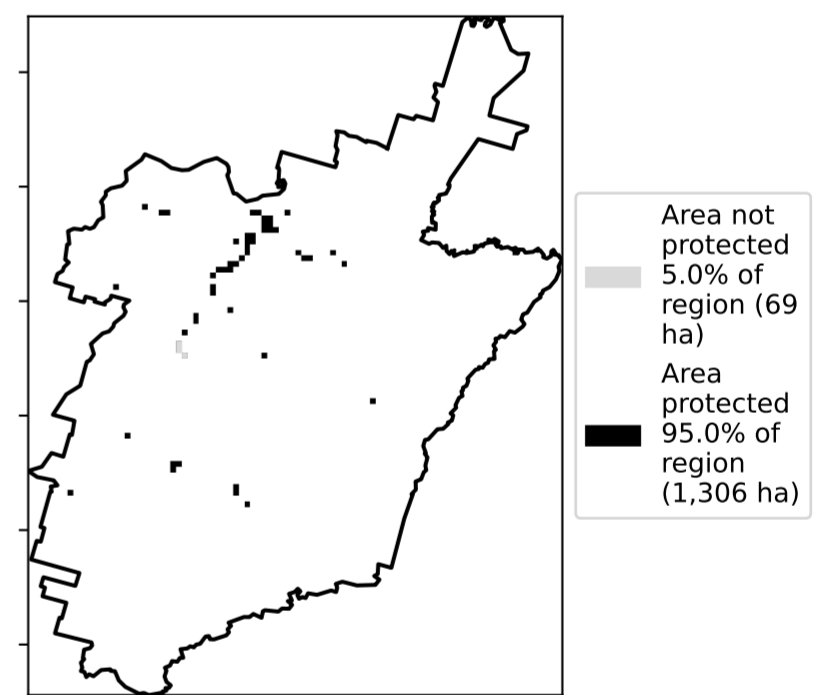 Area not
protected
5.0% of
region (69
ha)
Area
protected
95.0% of
region
(1,306 ha)